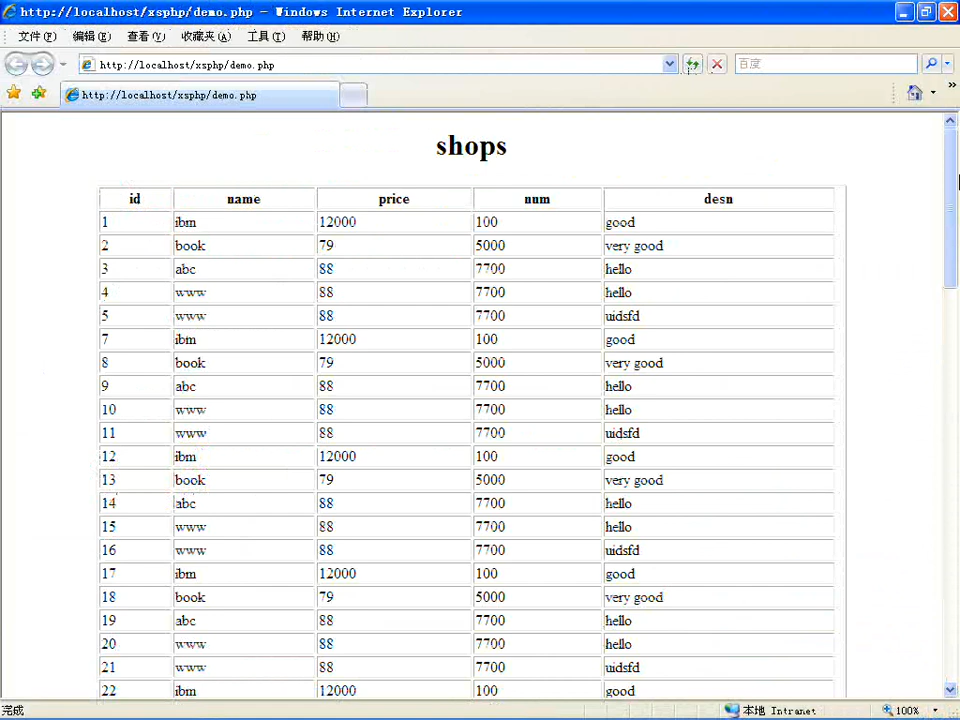 http://localhost/xsphp/demo.php - Windows Internet Explorer
文件(F) 编辑(E) 查看(V) 收藏夹(A) 工具(T) 帮助(H)
http://localhost/xsphp/demo.php 百度
http://localhost/xsphp/demo.php
shops
id name price num desn
1 ibm 12000 100 good
2 book 79 5000 very good
3 abc 88 7700 hello
4 www 88 7700 hello
5 www 88 7700 uidsfd
7 ibm 12000 100 good
8 book 79 5000 very good
9 abc 88 7700 hello
10 www 88 7700 hello
11 www 88 7700 uidsfd
12 ibm 12000 100 good
13 book 79 5000 very good
14 abc 88 7700 hello
15 www 88 7700 hello
16 www 88 7700 uidsfd
17 ibm 12000 100 good
18 book 79 5000 very good
19 abc 88 7700 hello
20 www 88 7700 hello
21 www 88 7700 uidsfd
22 ibm 12000 100 good
完成 本地 Intranet 100%